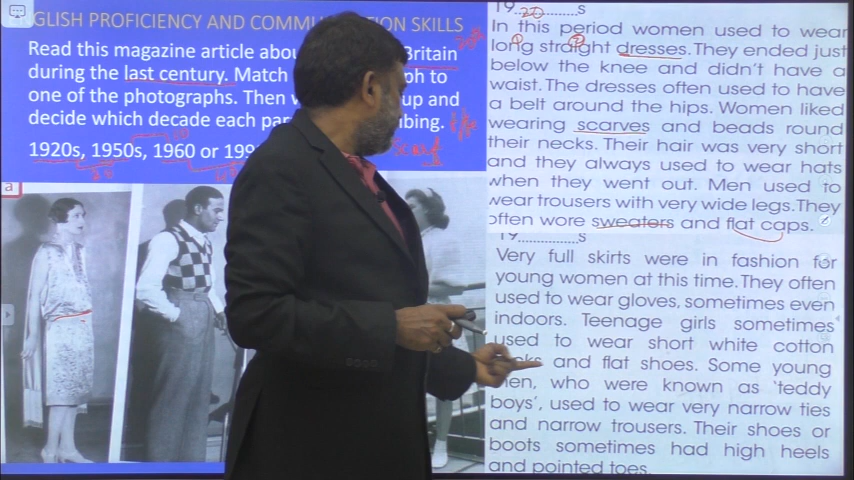 NGLISH PROFICIENCY AND COMMU TION SKILLS
Read this magazine article abou Britain
during the last century. Match ph to
one of the photographs. Then w up and
decide which decade each par bing.
1920s, 1950s, 1960 or 199
scarf
a
19 20 s
In this period women used to wear
long straight dresses. They ended just
below the knee and didn't have a
waist. The dresses often used to have
a belt around the hips. Women liked
wearing scarves and beads round
their necks. Their hair was very short
and they always used to wear hats
when they went out. Men used to
wear trousers with very wide legs. They
often wore sweaters and flat caps.
19...............s
Very full skirts were in fashion for
young women at this time. They often
used to wear gloves, sometimes even
indoors. Teenage girls sometimes
used to wear short white cotton
and flat shoes. Some young
men, who were known as 'teddy
boys', used to wear very narrow ties
and narrow trousers. Their shoes or
boots sometimes had high heels
and pointed toes.